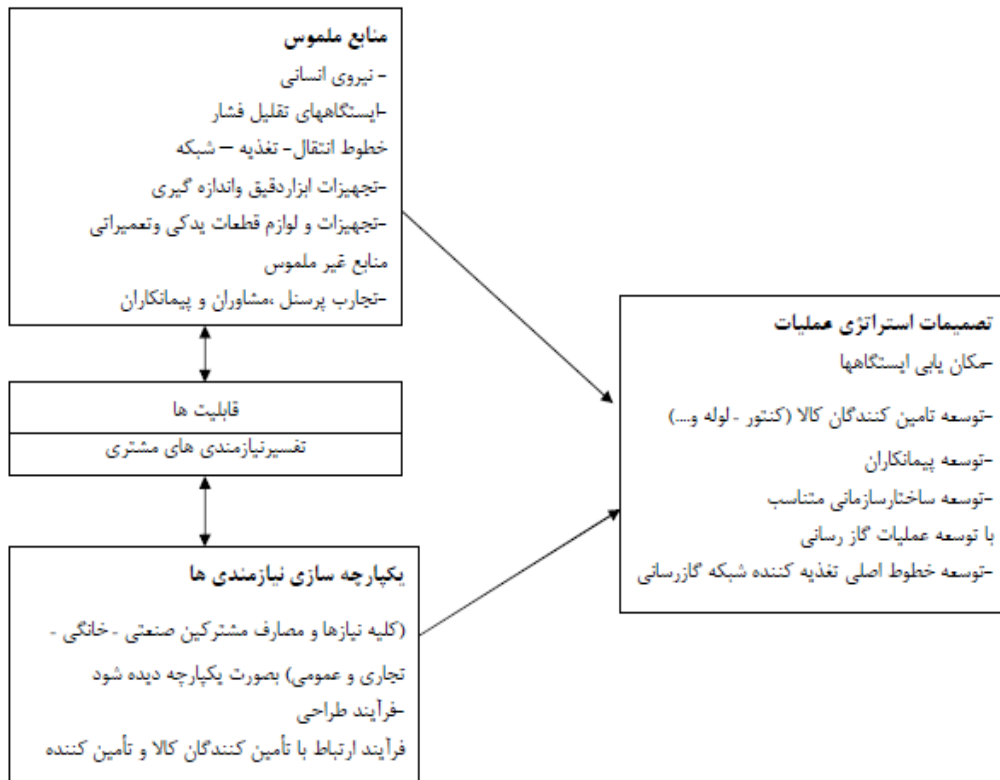 منابع ملموس
- نیروی انسانی
-ایستگاههای تقلیل فشار
خطوط انتقال- تغذیه – شبکه
-تجهیزات ابزاردقیق واندازه گیری
-تجهیزات و لوازم قطعات یدکی وتعمیراتی
منابع غیر ملموس
-تجارب پرسنل ،مشاوران و پیمانکاران
قابلیت ها
تفسیرنیازمندی های مشتری
یکپارچه سازی نیازمندی ها
(کلیه نیازها و مصارف مشترکین صنعتی - خانگی -
تجاری و عمومی) بصورت یکپارچه دیده شود
-فرآیند طراحی
فرآیند ارتباط با تأمین کنندگان کالا و تأمین کننده
تصمیمات استراتژی عملیات
-مکان یابی ایستگاهها
-توسعه تامین کنندگان کالا (کنتور - لوله و....)
-توسعه پیمانکاران
-توسعه ساختارسازمانی متناسب
با توسعه عملیات گاز رسانی
-توسعه خطوط اصلی تغذیه کننده شبکه گازرسانی